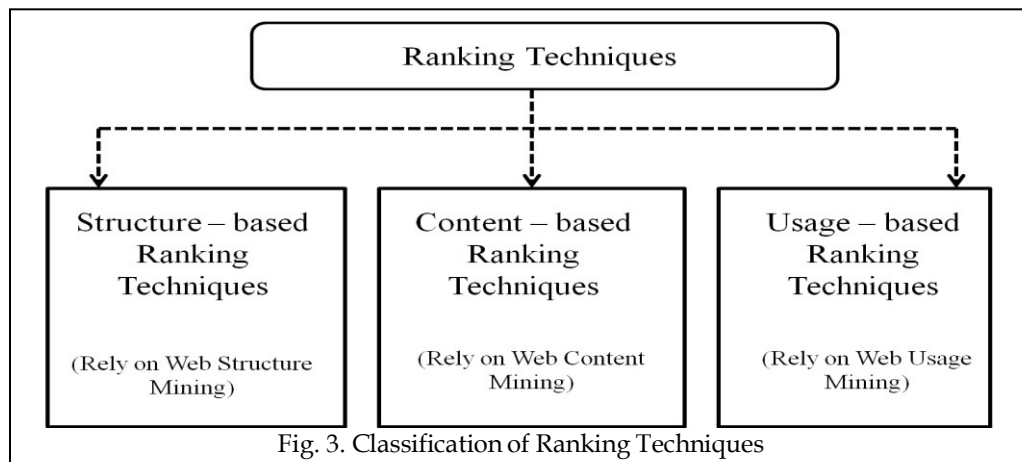 Ranking Techniques
Structure – based
Ranking
Techniques
(Rely on Web Structure
Mining)
Content – based
Ranking
Techniques
(Rely on Web Content
Mining)
Usage – based
Ranking
Techniques
(Rely on Web Usage
Mining)
Fig. 3. Classification of Ranking Techniques